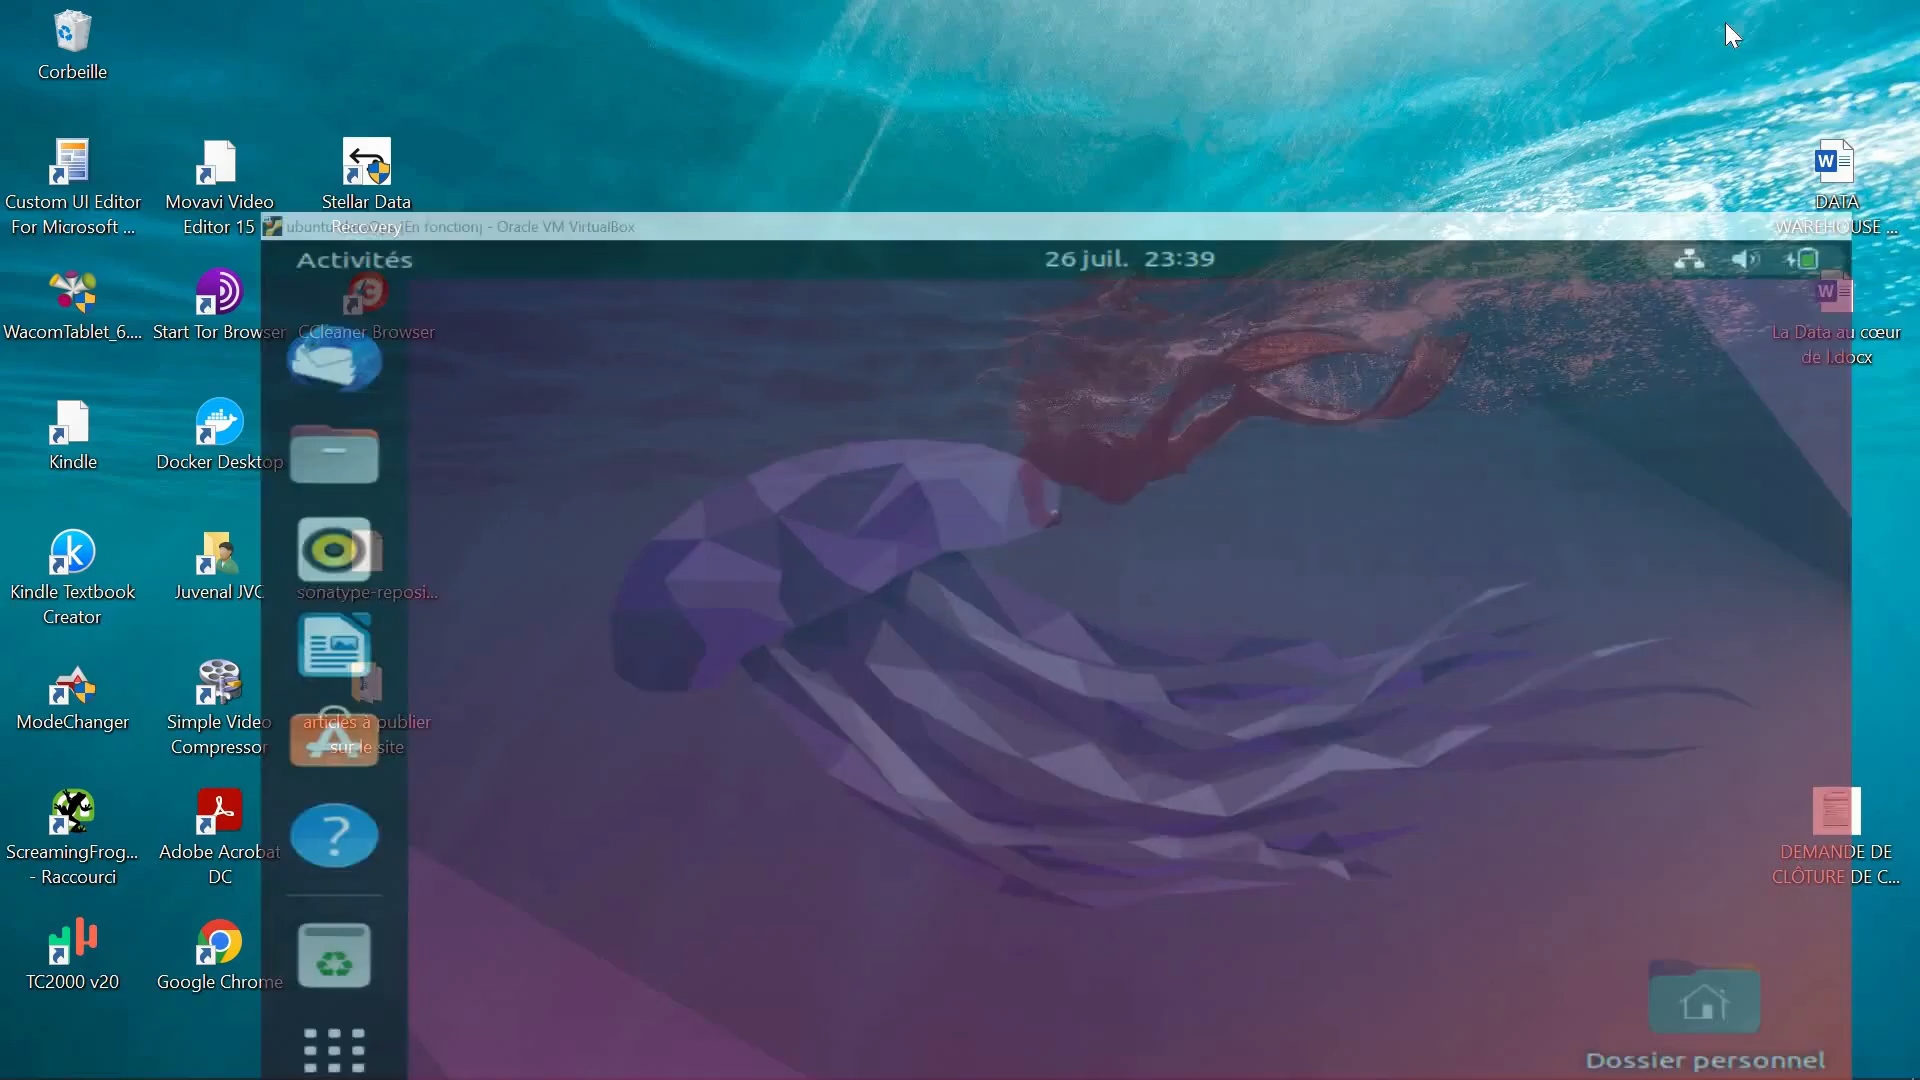 Corbeille
Custom UI Editor
For Microsoft ...
Movavi Video
Editor 15
Stellar Data
Recovery
DATA
WAREHOUSE ...
En fonction] - Oracle VM VirtualBox
Activités
26 juil. 23:39
WacomTablet_6....
Start Tor Browser
CCleaner Browser
La Data au cœur
de l.docx
Kindle
Docker Desktop
Kindle Textbook
Creator
Juvenal JVC
sonatype-reposi...
ModeChanger
Simple Video
Compressor
articles à publier
sur le site
ScreamingFrog...
- Raccourci
Adobe Acrobat
DC
DEMANDE DE
CLÔTURE DE C...
TC2000 v20
Google Chrome
Dossier personnel